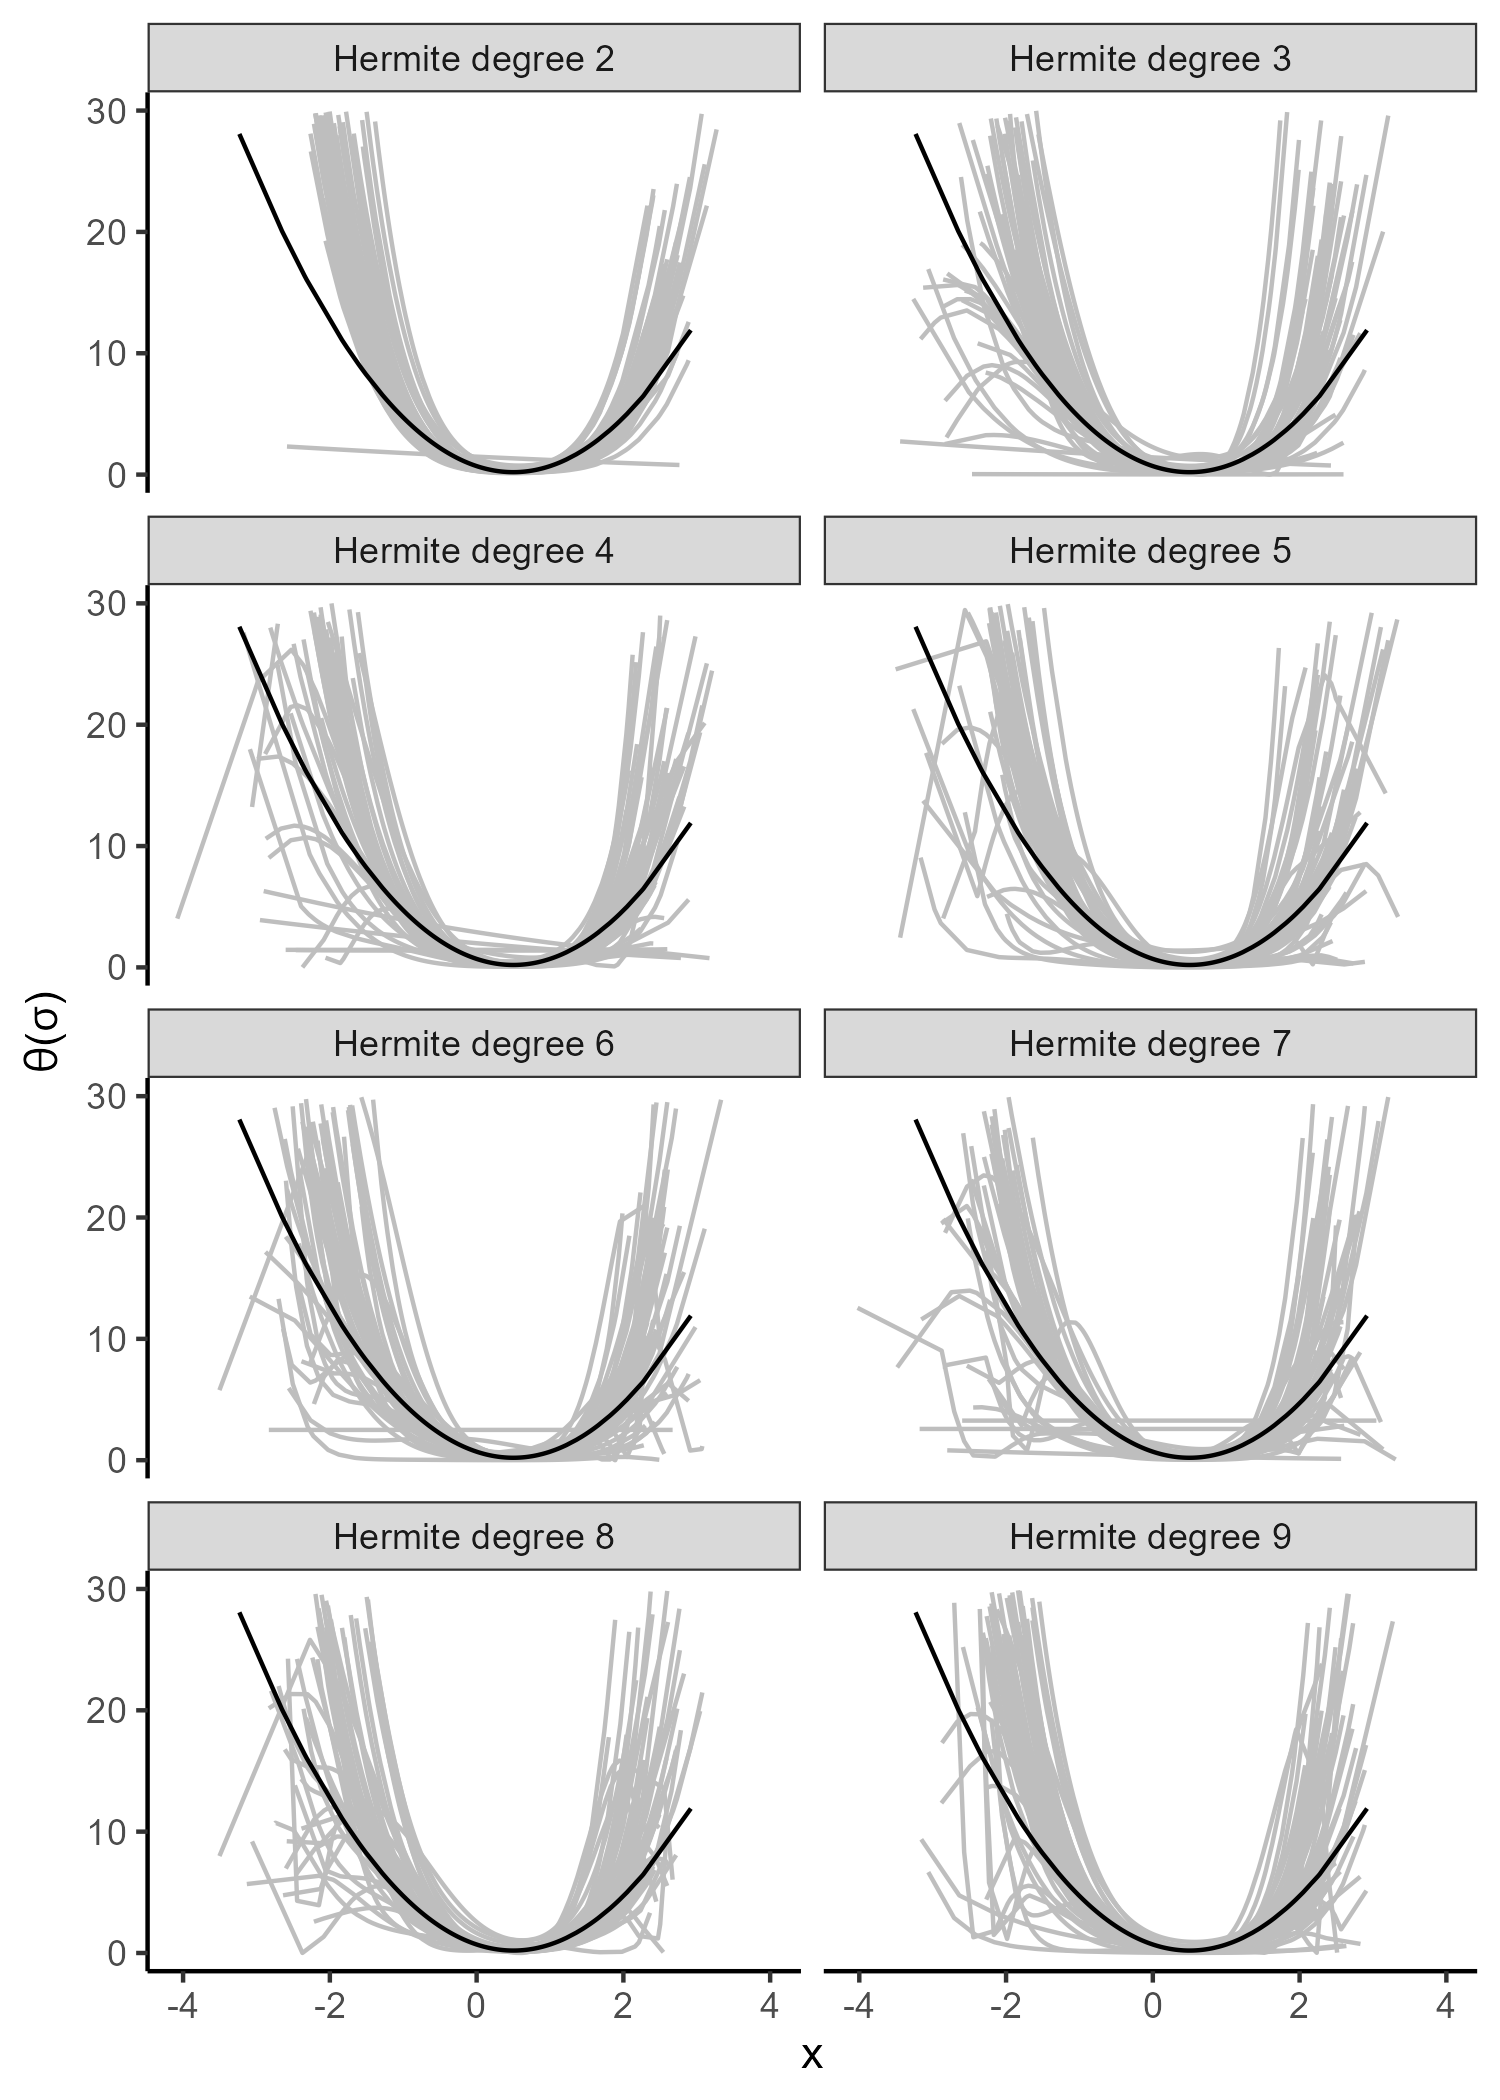 Hermite degree 2
Hermite degree 3
30
20
10
0
Hermite degree 4
Hermite degree 5
30
20
10
0
θ(σ)
Hermite degree 6
Hermite degree 7
30
20
10
0
Hermite degree 8
Hermite degree 9
30
20
10
0
-4 -2 0 2 4
-4 -2 0 2 4
x